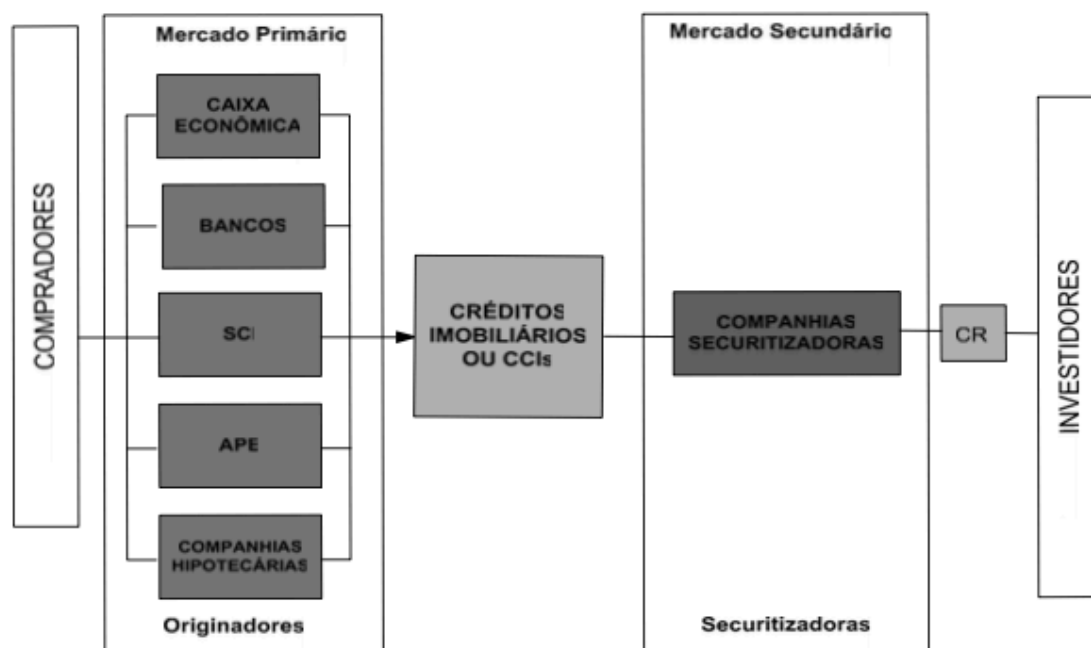 COMPRADORES
Mercado Primário
CAIXA
ECONÔMICA
BANCOS
SCI
APE
COMPANHIAS
HIPOTECÁRIAS
Originadores
CRÉDITOS
IMOBILIÁRIOS
OU CCIs
Mercado Secundário
COMPANHIAS
SECURITIZADORAS
Securitizadoras
CR
INVESTIDORES